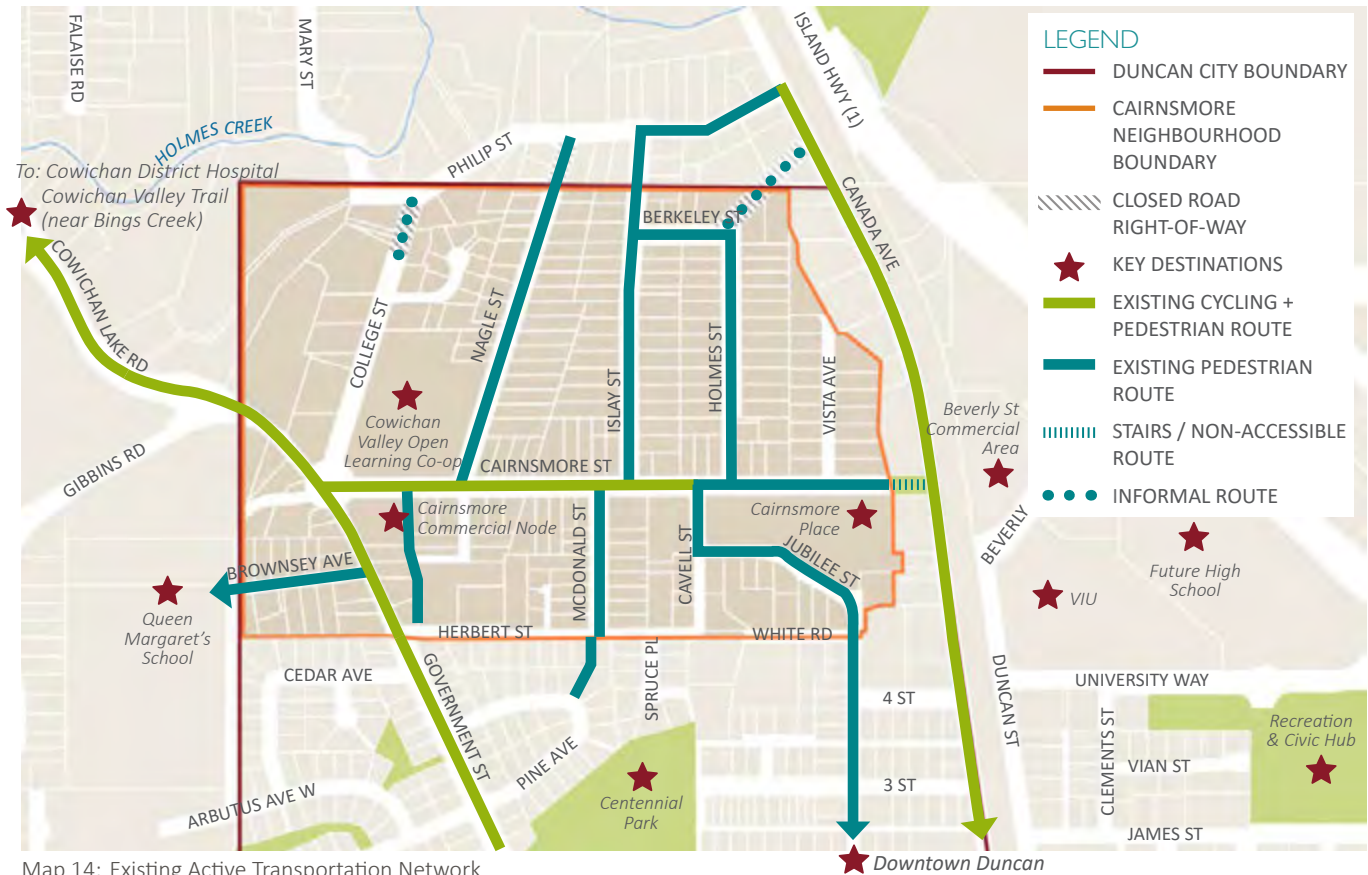 FALAISE RD
MARY ST
HOLMES CREEK
PHILIP ST
ISLAND HWY (1)
To: Cowichan District Hospital
Cowichan Valley Trail
(near Bings Creek)
COWICHAN LAKE RD
GIBBINS RD
COLLEGE ST
NAGLE ST
BERKELEY ST
ISLAY ST
HOLMES ST
VISTA AVE
CANADA AVE
Cowichan
Valley Open
Learning Co-op
CAIRNSMORE ST
Cairnsmore
Commercial Node
MCDONALD ST
CAVELL ST
Cairnsmore
Place
JUBILEE ST
Beverly St
Commercial
Area
BEVERLY
BROWNSEY AVE
Queen
Margaret's
School
HERBERT ST
WHITE RD
CEDAR AVE
GOVERNMENT ST
SPRUCE PL
PINE AVE
ARBUTUS AVE W
Centennial
Park
4 ST
3 ST
DUNCAN ST
VIU
Future High
School
UNIVERSITY WAY
CLEMENTS ST
VIAN ST
JAMES ST
Recreation
& Civic Hub
Downtown Duncan
LEGEND
DUNCAN CITY BOUNDARY
CAIRNSMORE
NEIGHBOURHOOD
BOUNDARY
CLOSED ROAD
RIGHT-OF-WAY
KEY DESTINATIONS
EXISTING CYCLING +
PEDESTRIAN ROUTE
EXISTING PEDESTRIAN
ROUTE
STAIRS / NON-ACCESSIBLE
ROUTE
INFORMAL ROUTE
Map 14: Existing Active Transportation Network